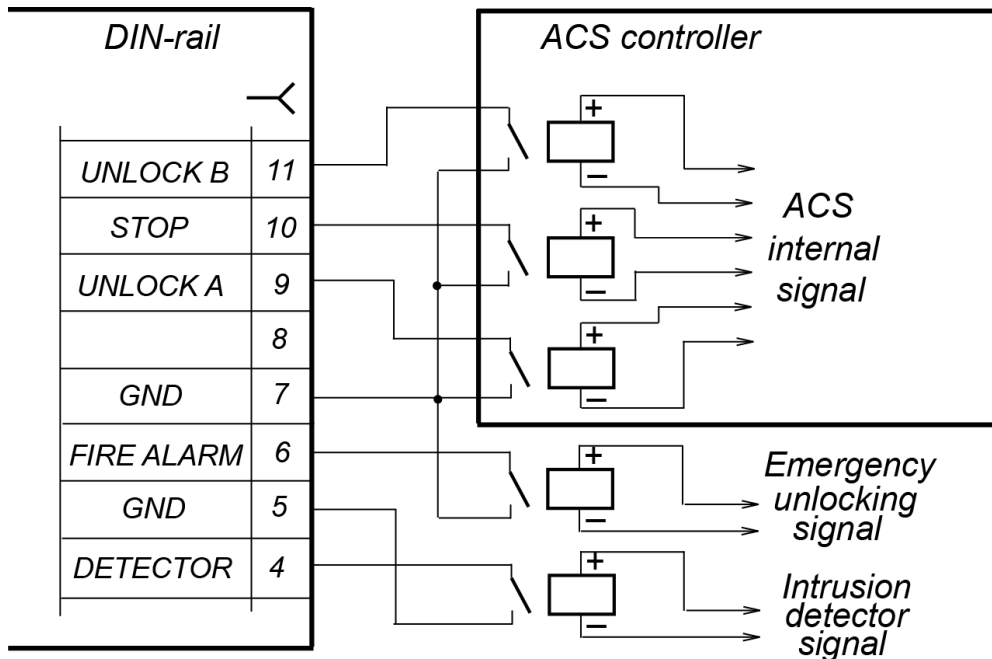 DIN-rail
ACS controller
UNLOCK B 11
STOP 10
UNLOCK A 9
8
GND 7
FIRE ALARM 6
GND 5
DETECTOR 4
+
−
+
−
+
−
ACS
internal
signal
+
−
Emergency
unlocking
signal
+
−
Intrusion
detector
signal